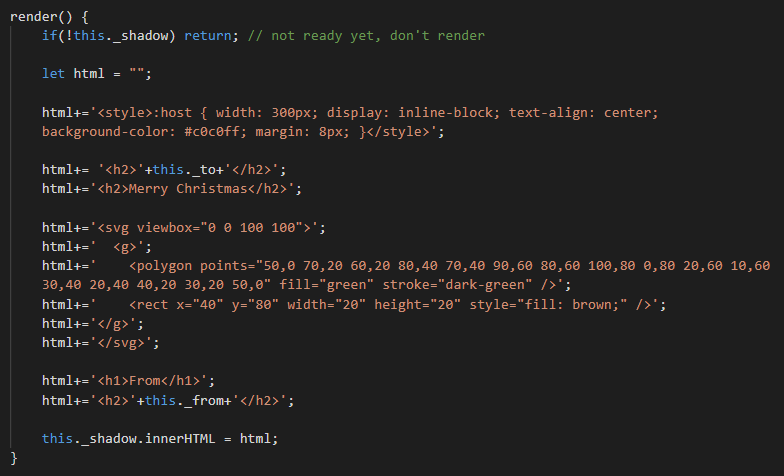 render() {
    if(!this._shadow) return; // not ready yet, don't render

    let html = "";

    html+='<style>:host { width: 300px; display: inline-block; text-align: center;
    background-color: #c0c0ff; margin: 8px; }</style>';

    html+= '<h2>'+this._to+'</h2>';
    html+='<h2>Merry Christmas</h2>';

    html+='<svg viewbox="0 0 100 100">';
    html+='  <g>';
    html+='    <polygon points="50,0 70,20 60,20 80,40 70,40 90,60 80,60 100,80 0,80 20,60 10,60
    30,40 20,40 40,20 30,20 50,0" fill="green" stroke="dark-green" />';
    html+='    <rect x="40" y="80" width="20" height="20" style="fill: brown;" />';
    html+='</g>';
    html+='</svg>';

    html+='<h1>From</h1>';
    html+='<h2>'+this._from+'</h2>';

    this._shadow.innerHTML = html;
}